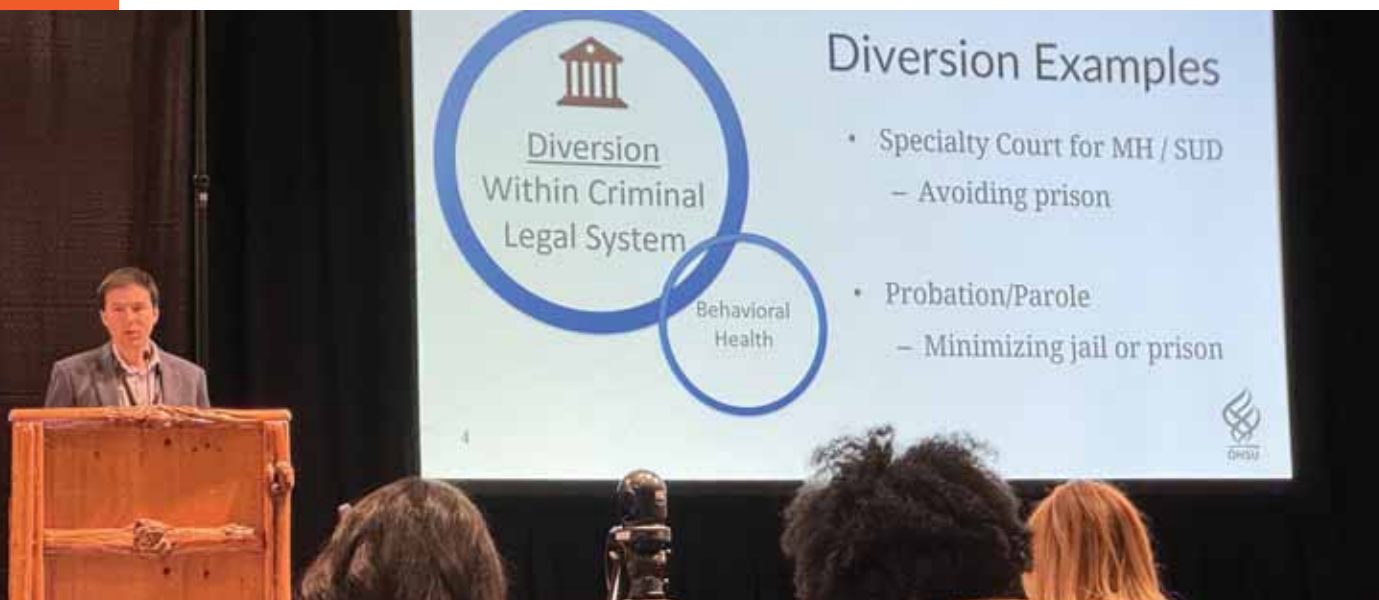 Diversion
Within Criminal
Legal System
Behavioral
Health
Diversion Examples
• Specialty Court for MH / SUD
– Avoiding prison
• Probation/Parole
– Minimizing jail or prison
4
OHSU